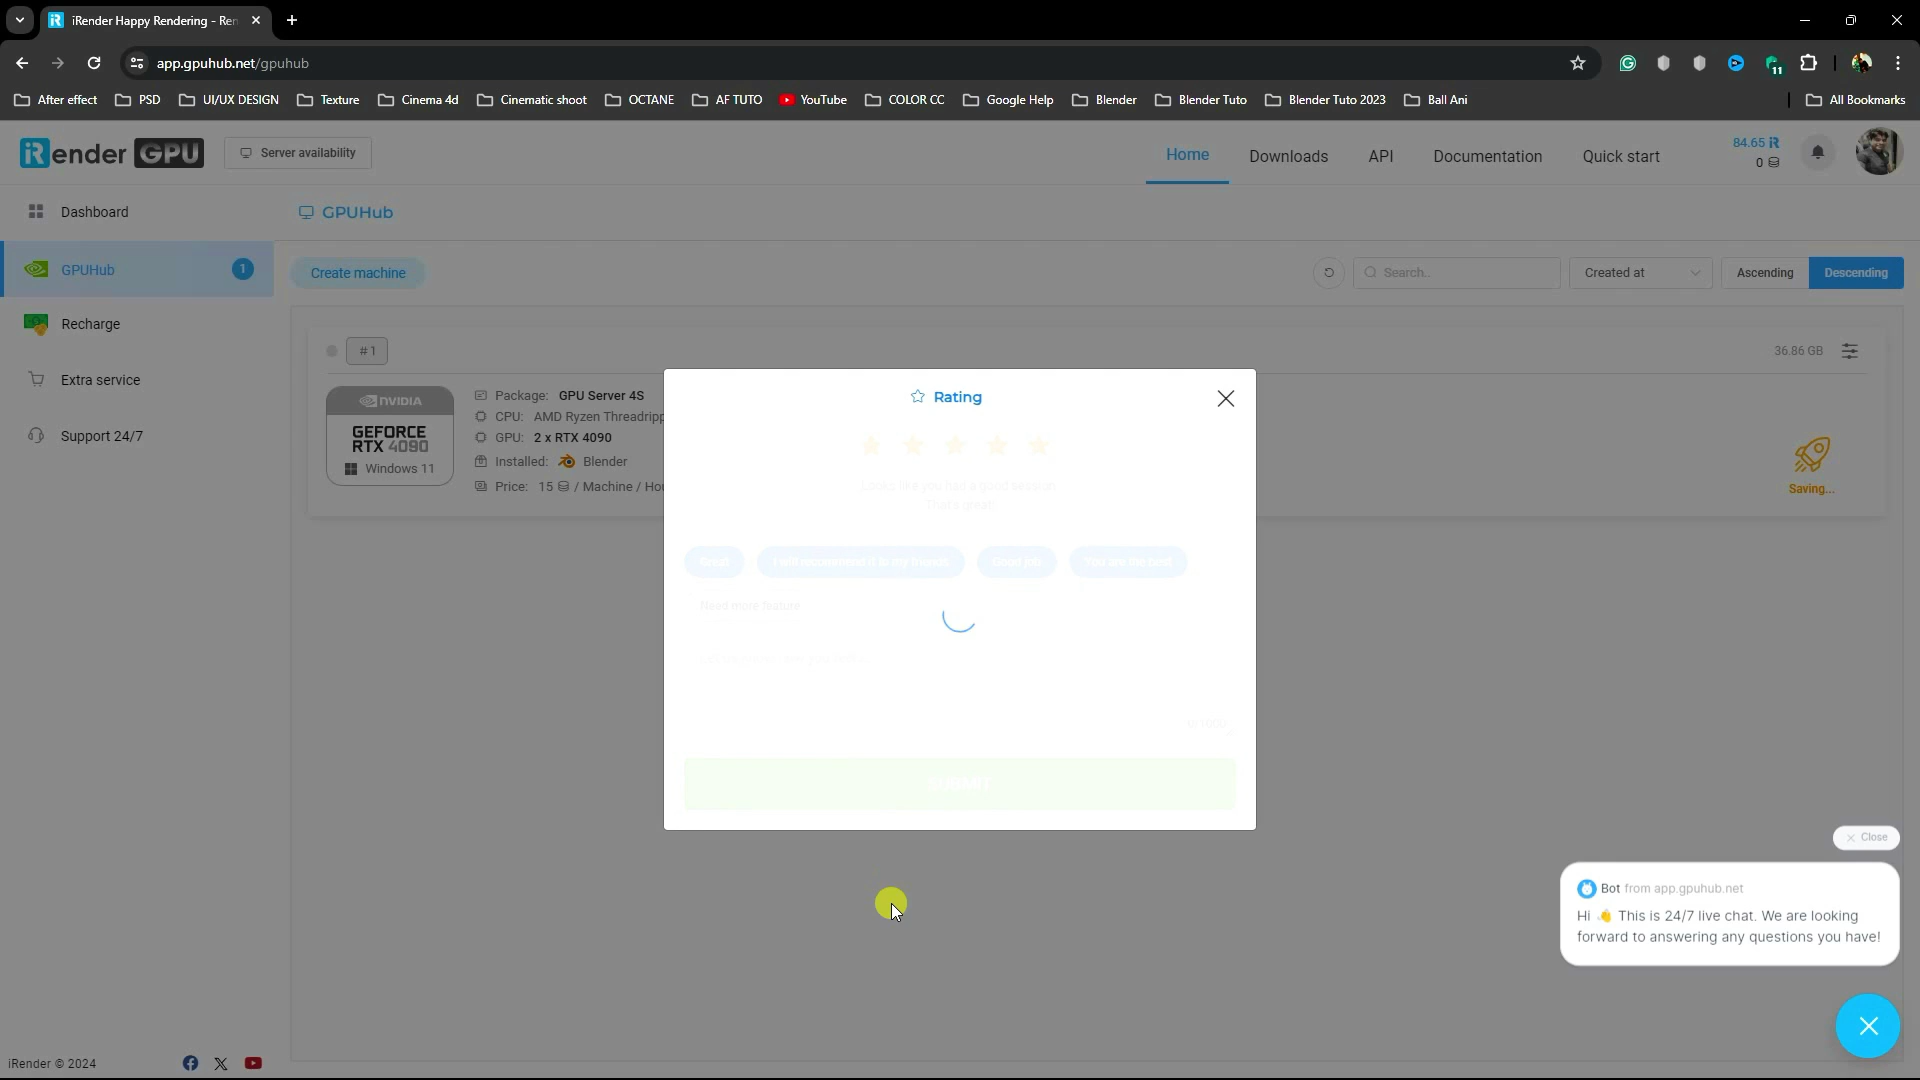 iRender Happy Rendering - Ren
app.gpuhub.net/gpuhub
11
After effect
PSD
UI/UX DESIGN
Texture
Cinema 4d
Cinematic shoot
OCTANE
AF TUTO
YouTube
COLOR CC
Google Help
Blender
Blender Tuto
Blender Tuto 2023
Ball Ani
All Bookmarks
iRender GPU
Server availability
Home
Downloads
API
Documentation
Quick start
84.65
0
Dashboard
GPUHub
GPUHub 1
Recharge
Extra service
Support 24/7
Create machine
Search..
Created at
Ascending
Descending
#1
36.86 GB
NVIDIA
GEFORCE
RTX 4090
Windows 11
Package: GPU Server 4S
CPU: AMD Ryzen Threadripp
GPU: 2 x RTX 4090
Installed: Blender
Price: 15 / Machine / Hou
Saving...
Rating
Looks like you had a good session.
That's great!
Great
I will recommend it to my friends
Good job
You are the best
Need more feature
SUBMIT
Close
Bot from app.gpuhub.net
Hi 👋 This is 24/7 live chat. We are looking
forward to answering any questions you have!
iRender © 2024